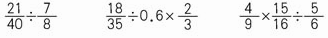 21/40 ÷ 7/8    18/35 ÷ 0.6 × 2/3    4/9 × 15/16 ÷ 5/6